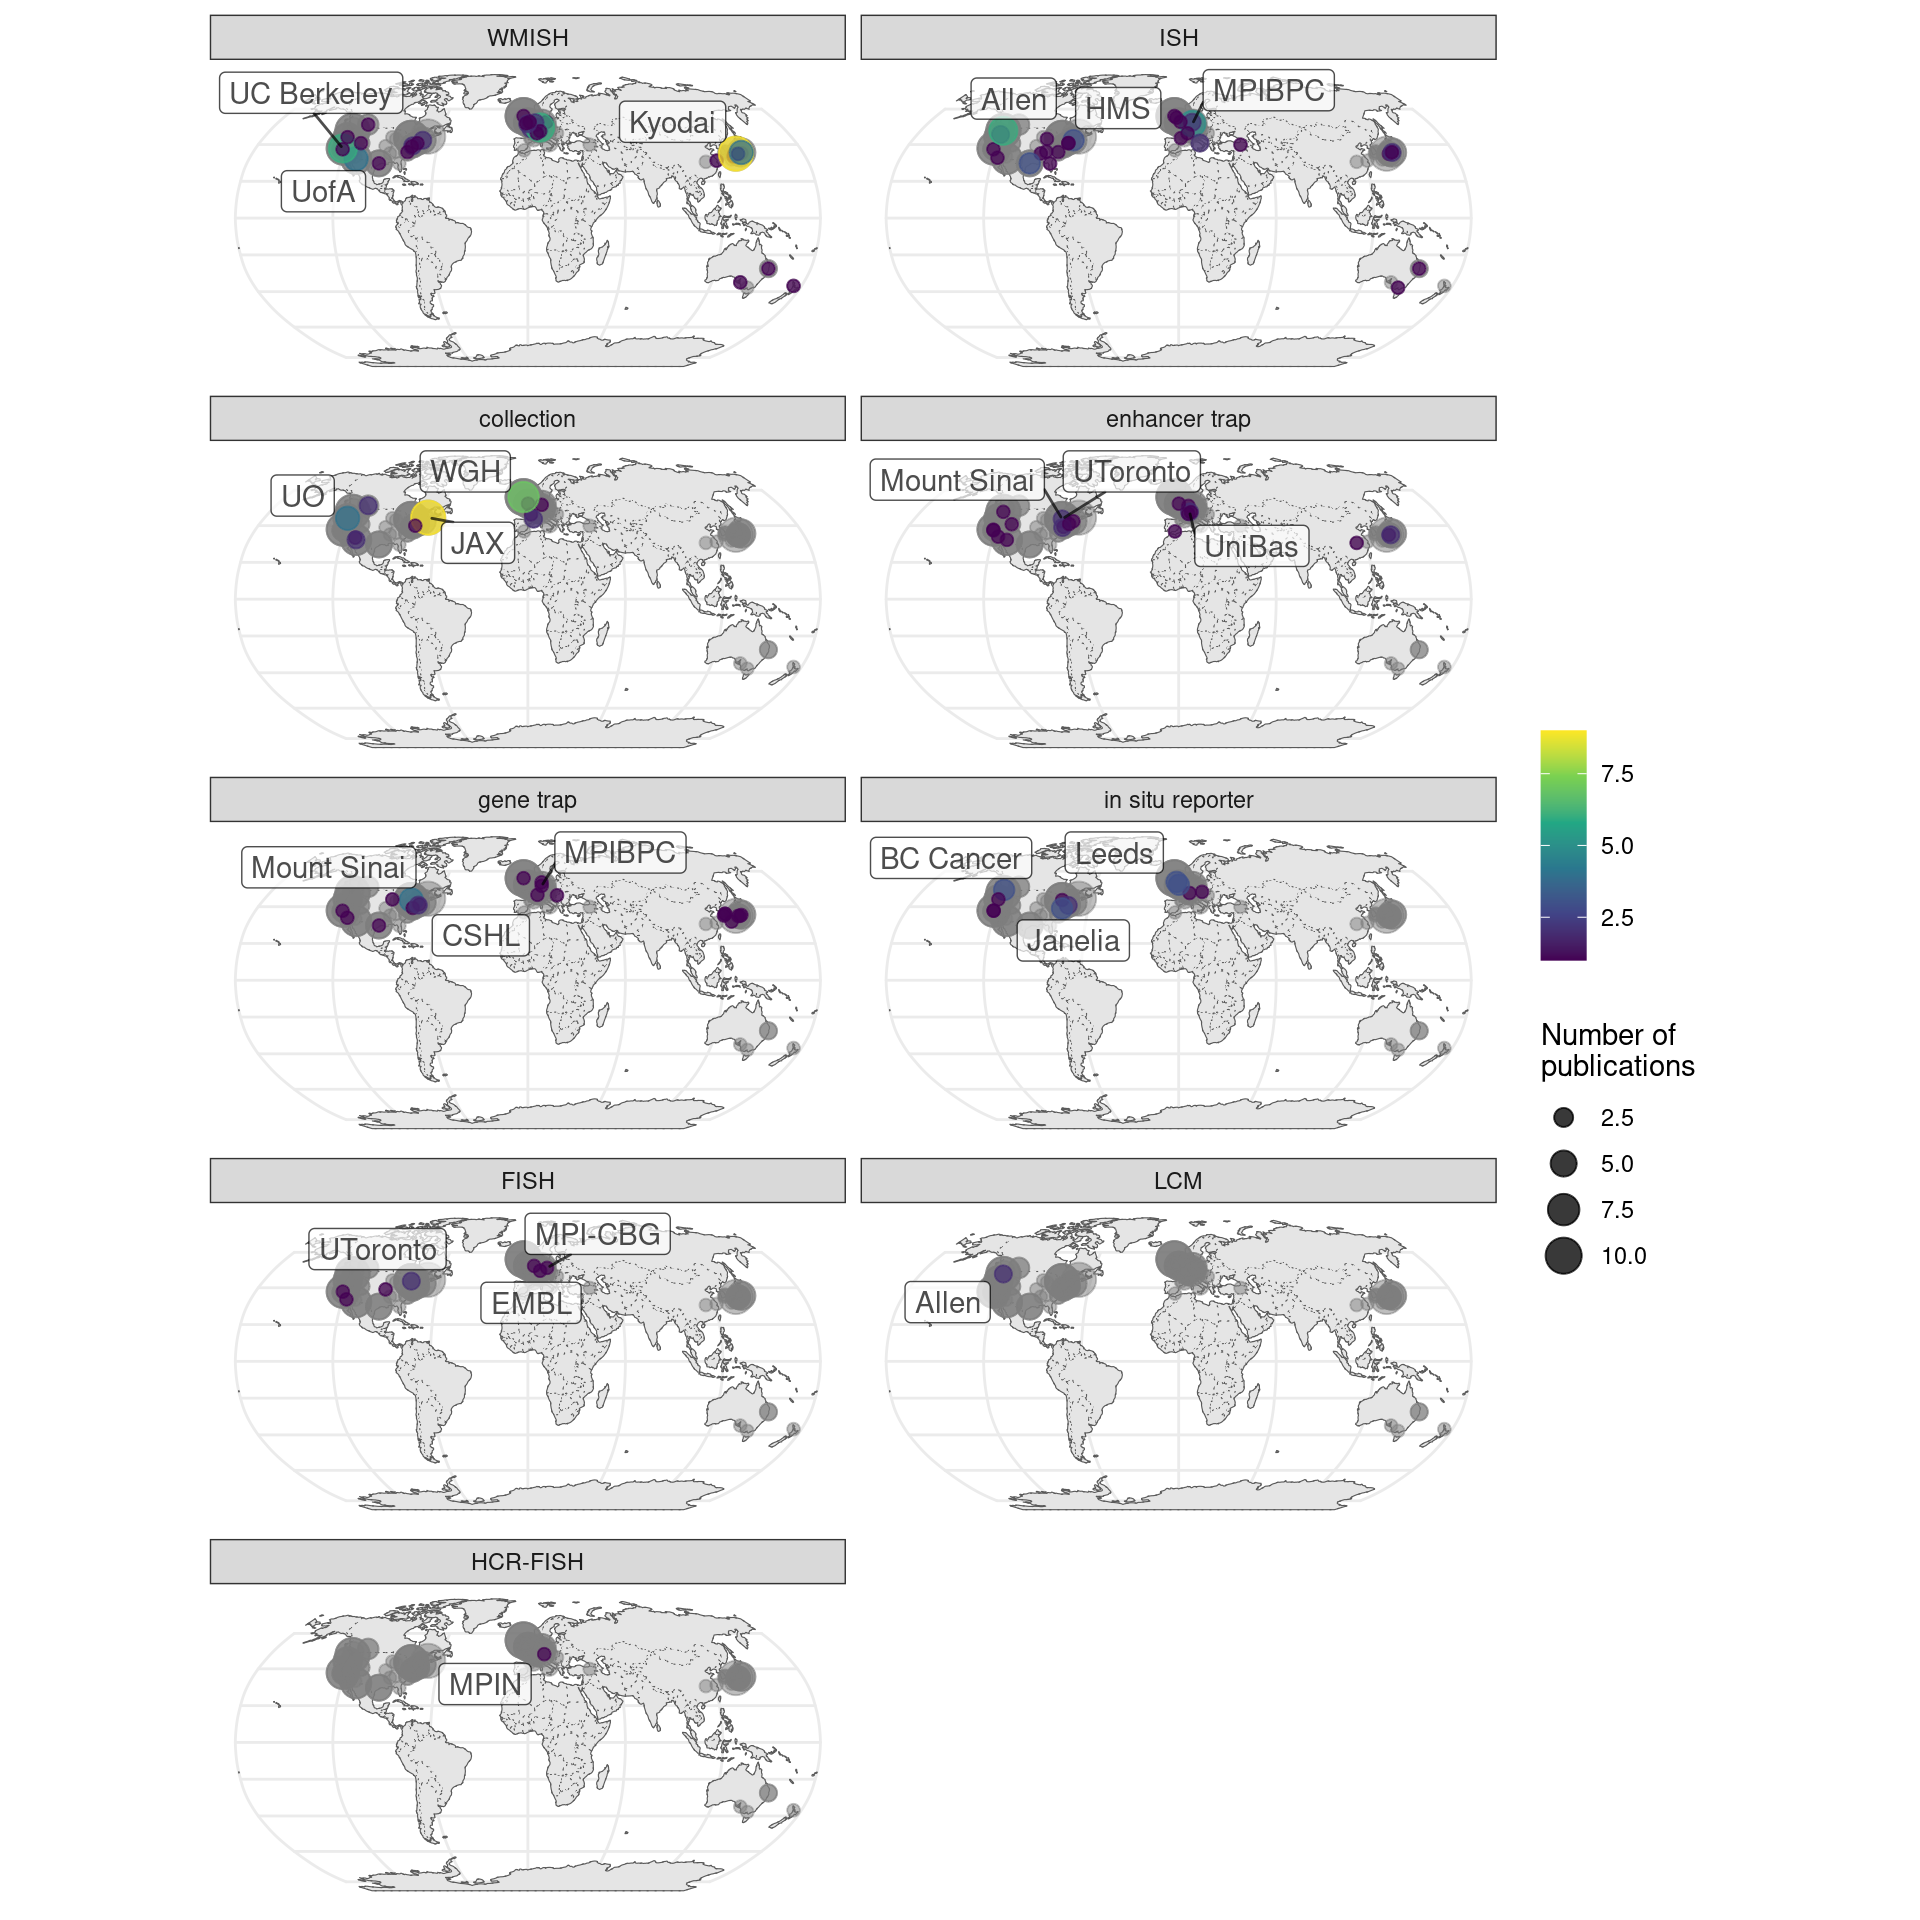 WMISH
ISH
UC Berkeley
Kyodai
UofA
Allen
HMS
MPIBPC
collection
enhancer trap
UO
WGH
JAX
Mount Sinai
UToronto
UniBas
gene trap
in situ reporter
Mount Sinai
MPIBPC
CSHL
BC Cancer
Leeds
Janelia
FISH
LCM
UToronto
MPI-CBG
EMBL
Allen
HCR-FISH
MPIN
7.5
5.0
2.5
Number of
publications
2.5
5.0
7.5
10.0